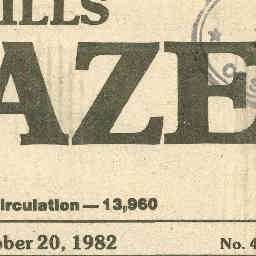 ILLS
AZE
irculation — 13,960
ober 20, 1982 No. 4